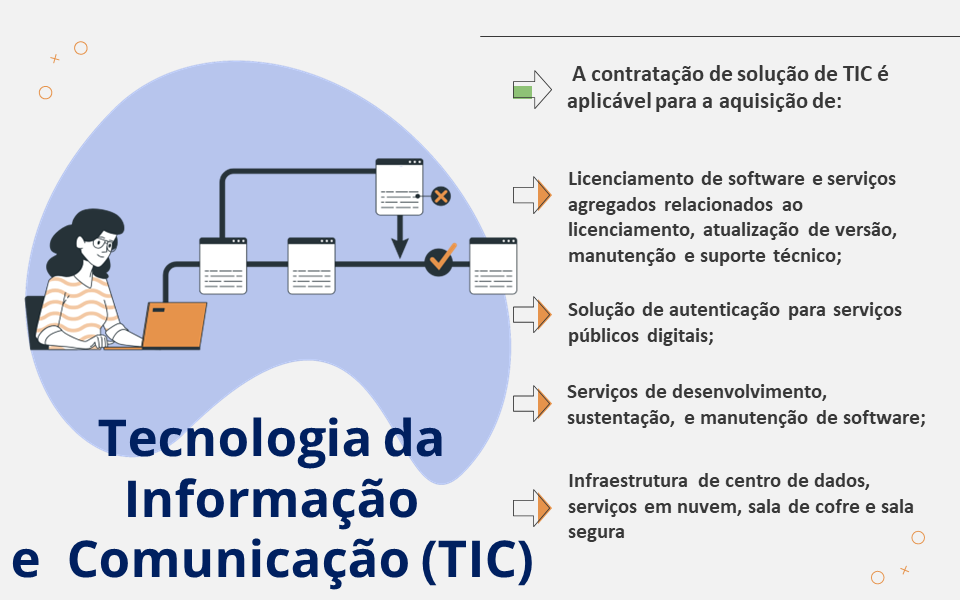 Tecnologia da
Informação
e Comunicação (TIC)
A contratação de solução de TIC é
aplicável para a aquisição de:
Licenciamento de software e serviços
agregados relacionados ao
licenciamento, atualização de versão,
manutenção e suporte técnico;
Solução de autenticação para serviços
públicos digitais;
Serviços de desenvolvimento,
sustentação, e manutenção de software;
Infraestrutura de centro de dados,
serviços em nuvem, sala de cofre e sala
segura